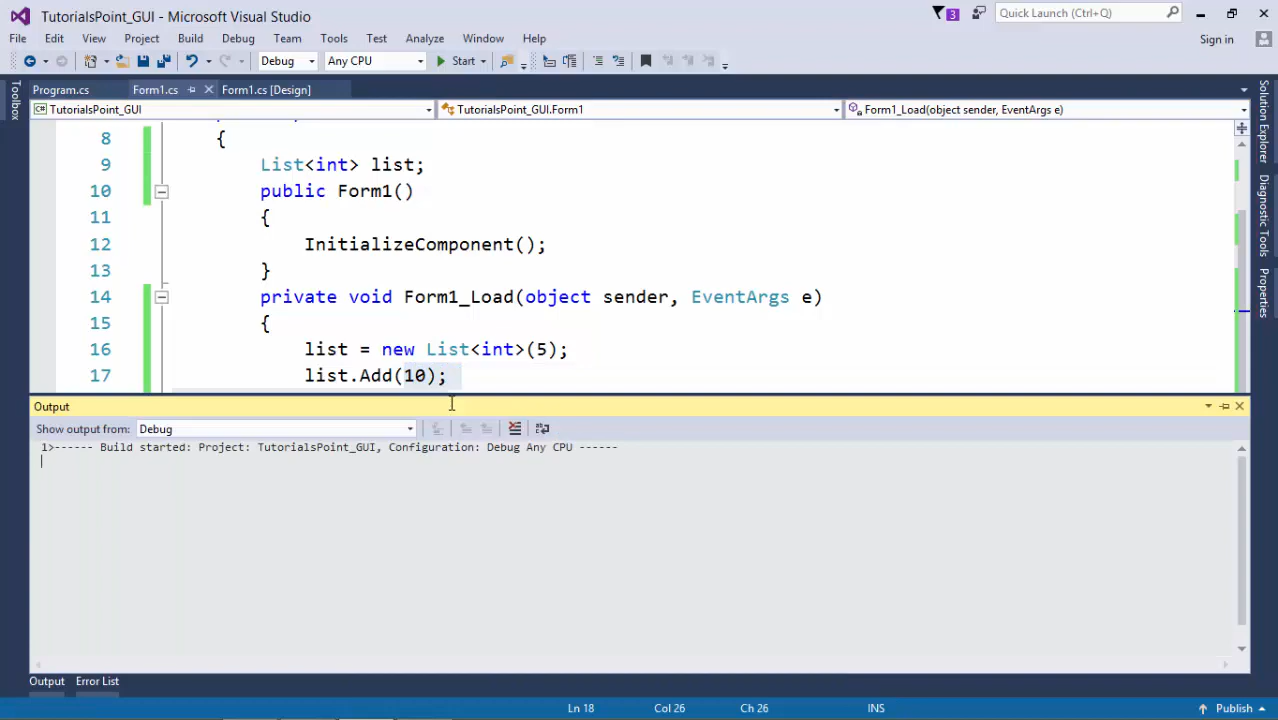 TutorialsPoint_GUI - Microsoft Visual Studio
3
Quick Launch (Ctrl+Q)
File Edit View Project Build Debug Team Tools Test Analyze Window Help
Sign in
Debug Any CPU Start
Toolbox
Program.cs Form1.cs Form1.cs [Design]
C# TutorialsPoint_GUI TutorialsPoint_GUI.Form1 Form1_Load(object sender, EventArgs e)
8 {
9 List<int> list;
10 public Form1()
11 {
12 InitializeComponent();
13 }
14 private void Form1_Load(object sender, EventArgs e)
15 {
16 list = new List<int>(5);
17 list.Add(10);
Solution Explorer
Diagnostic Tools
Properties
Output
Show output from: Debug
1>------ Build started: Project: TutorialsPoint_GUI, Configuration: Debug Any CPU ------
Output Error List
Ln 18 Col 26 Ch 26 INS Publish